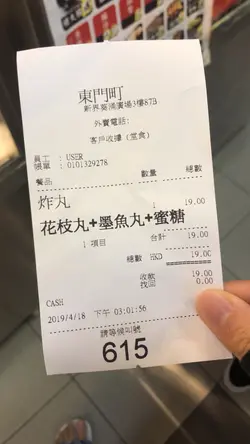 東門町
新界葵涌廣場3樓87B
外賣電話:
客戶收據 (堂食)
員工 : USER
帳單 : 0101329278
餐品 數量 總數
炸丸 1 19.00
花枝丸+墨魚丸+蜜糖
1 項目 合計 19.00
總數 HKD 19.00
收款 19.00
找回 0.00
CASH
2019/4/18 下午 03:01:56
請等候叫號
615